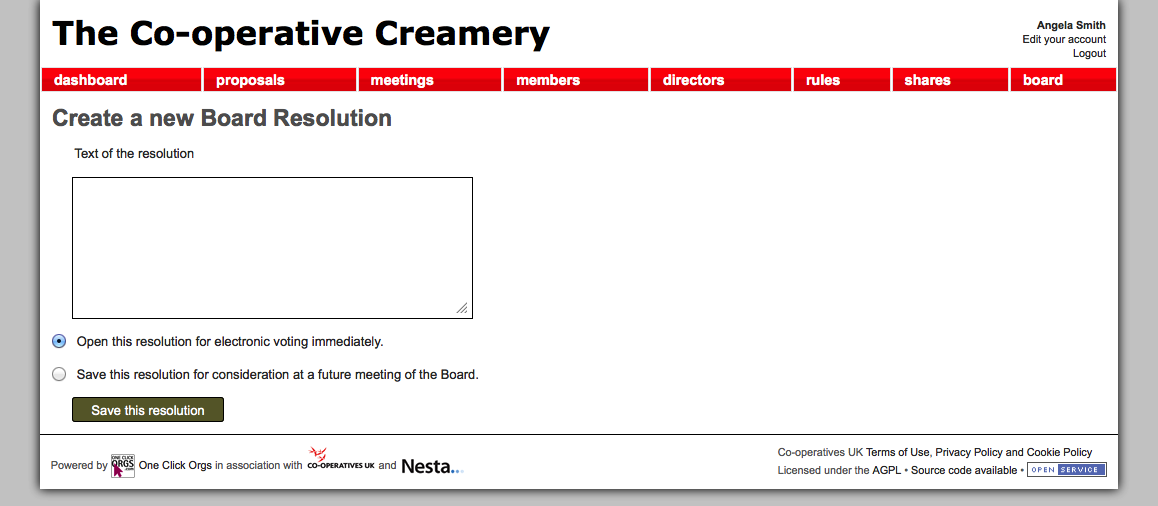 The Co-operative Creamery
Angela Smith
Edit your account
Logout
dashboard proposals meetings members directors rules shares board
Create a new Board Resolution
Text of the resolution
Open this resolution for electronic voting immediately.
Save this resolution for consideration at a future meeting of the Board.
Save this resolution
Powered by ONE CLICK ORGS .com One Click Orgs in association with CO-OPERATIVES UK and Nesta...
Co-operatives UK Terms of Use, Privacy Policy and Cookie Policy
Licensed under the AGPL • Source code available • OPEN SERVICE